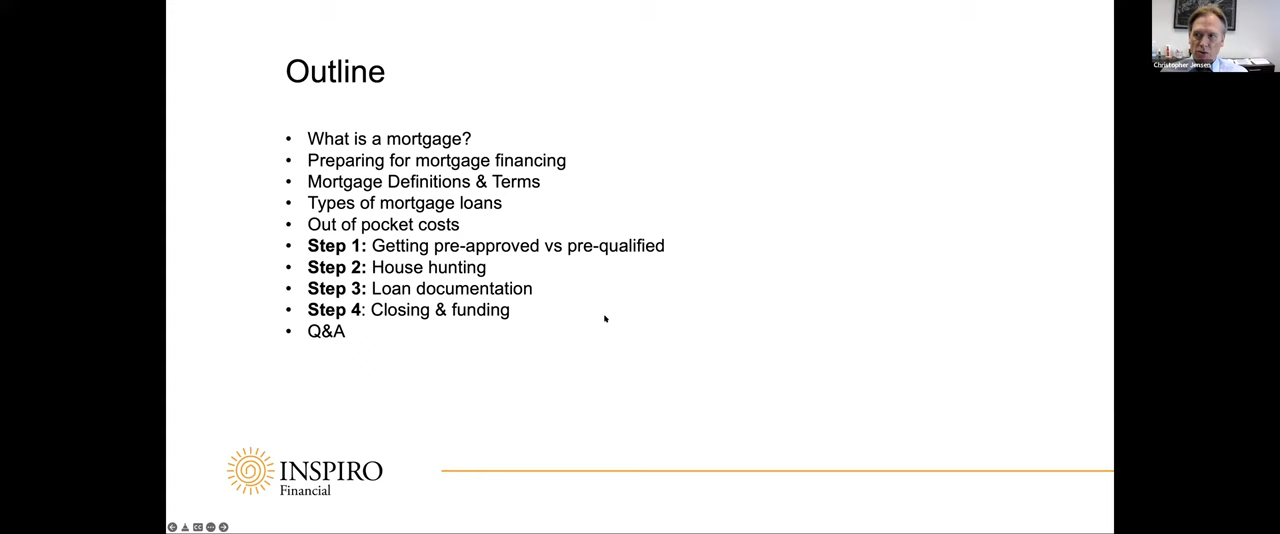 Outline
• What is a mortgage?
• Preparing for mortgage financing
• Mortgage Definitions & Terms
• Types of mortgage loans
• Out of pocket costs
• Step 1: Getting pre-approved vs pre-qualified
• Step 2: House hunting
• Step 3: Loan documentation
• Step 4: Closing & funding
• Q&A
INSPIRO
Financial
Christopher Jensen